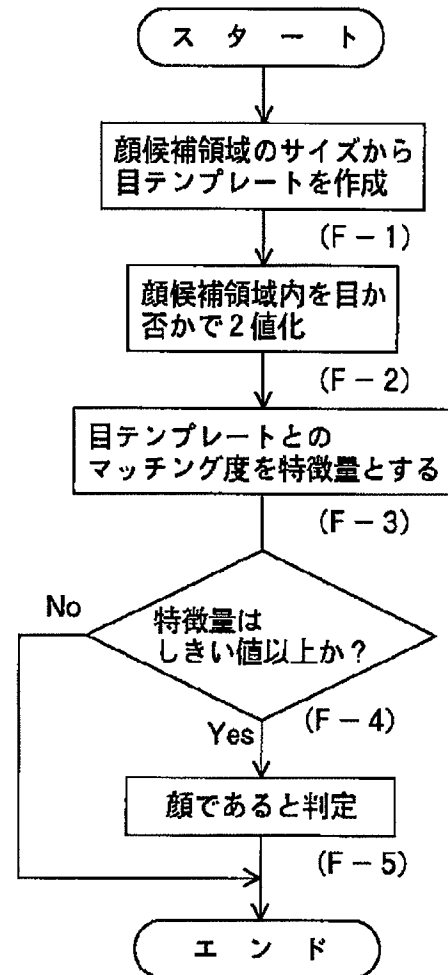 スタート
顔候補領域のサイズから
目テンプレートを作成
(F-1)
顔候補領域内を目か
否かで2値化
(F-2)
目テンプレートとの
マッチング度を特徴量とする
(F-3)
No
特徴量は
しきい値以上か?
(F-4)
Yes
顔であると判定
(F-5)
エンド